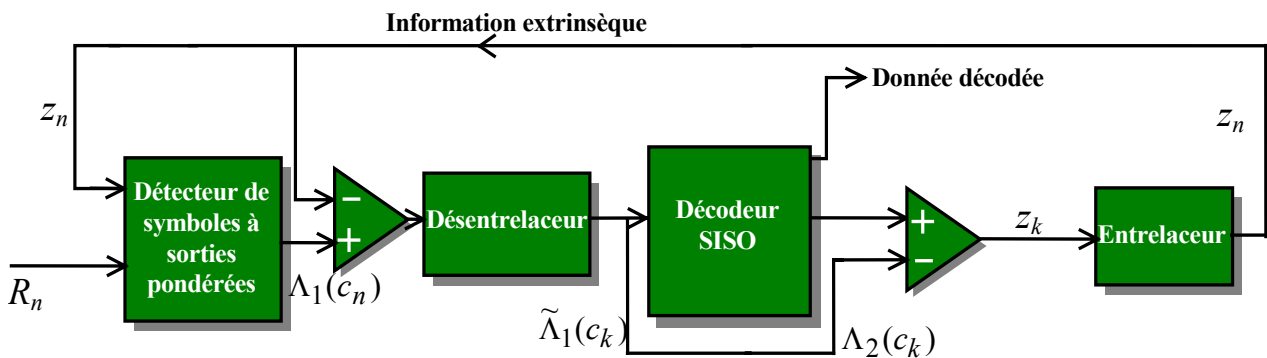 Information extrinsèque
Donnée décodée
z_n
z_n
Détecteur de
symboles à
sorties
pondérées
−
+
Désentrelaceur
Décodeur
SISO
+
−
z_k
Entrelaceur
R_n
Λ_1(c_n)
Λ̃_1(c_k)
Λ_2(c_k)